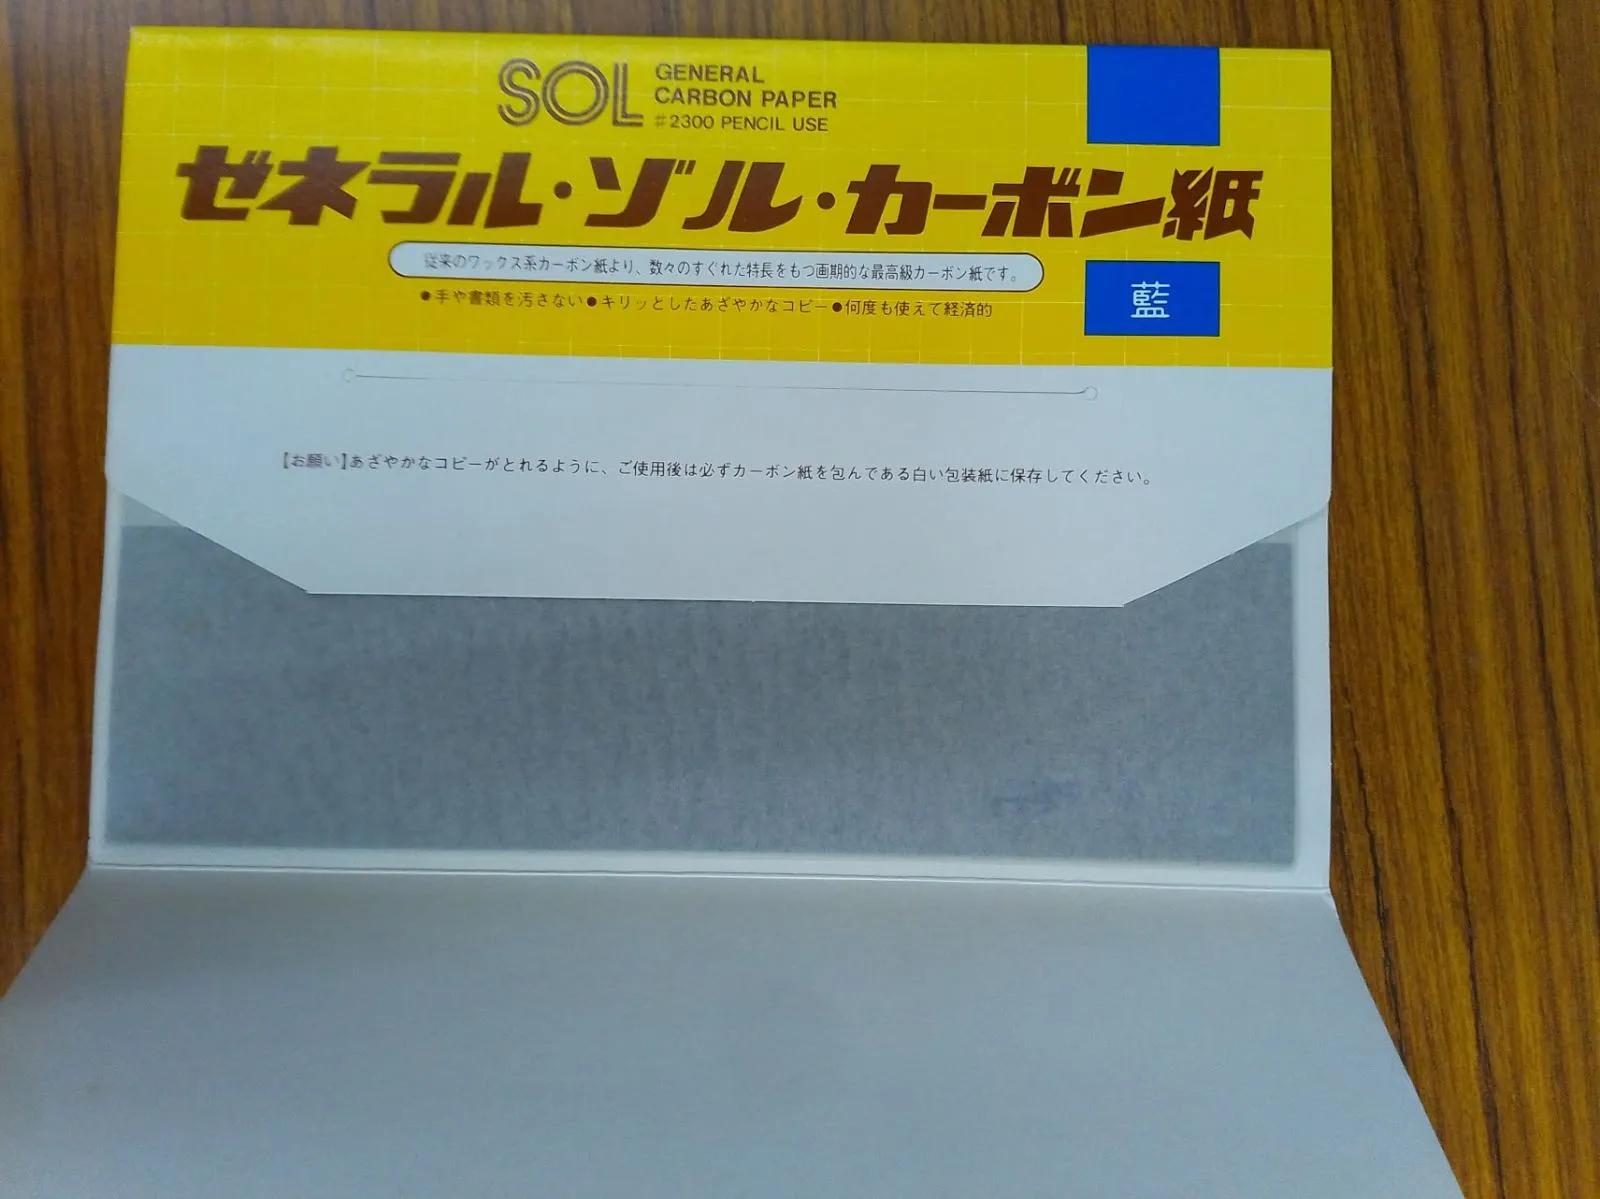 SOL GENERAL
CARBON PAPER
#2300 PENCIL USE
ゼネラル・ゾル・カーボン紙
従来のワックス系カーボン紙より、数々のすぐれた特長をもつ画期的な最高級カーボン紙です。
●手や書類を汚さない●キリッとしたあざやかなコピー●何度も使えて経済的
藍
【お願い】あざやかなコピーがとれるように、ご使用後は必ずカーボン紙を包んである白い包装紙に保存してください。